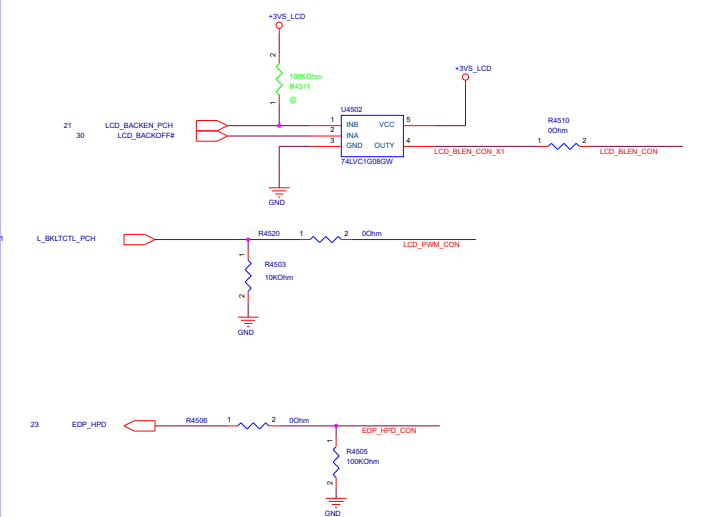 +3VS_LCD
2
100KOhm
R4511
@
1
+3VS_LCD
U4502
21 LCD_BACKEN_PCH 1 INB VCC 5
30 LCD_BACKOFF# 2 INA
3 GND OUTY 4
74LVC1G08GW
LCD_BLEN_CON_X1
R4510
0Ohm
1 2
LCD_BLEN_CON
GND
1 L_BKLTCTL_PCH
R4520 1 2 0Ohm
LCD_PWM_CON
1
R4503
10KOhm
2
GND
23 EDP_HPD
R4506 1 2 0Ohm
EDP_HPD_CON
1
R4505
100KOhm
2
GND